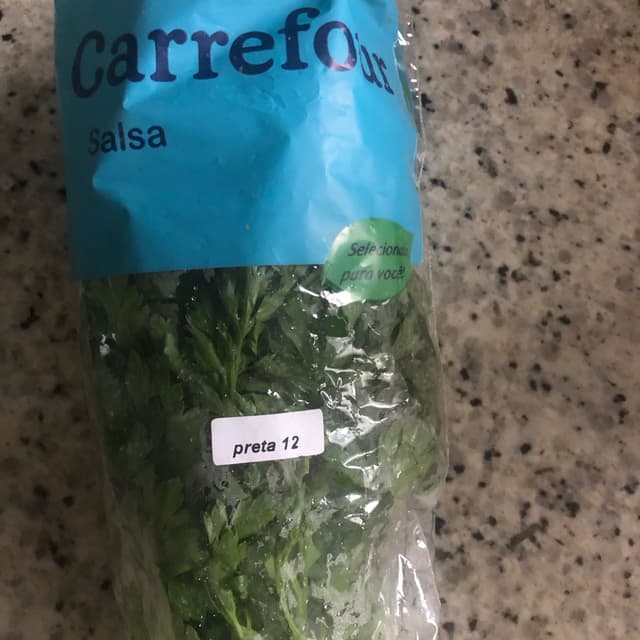 Carrefour
Salsa
Selecionado
para você!
preta 12